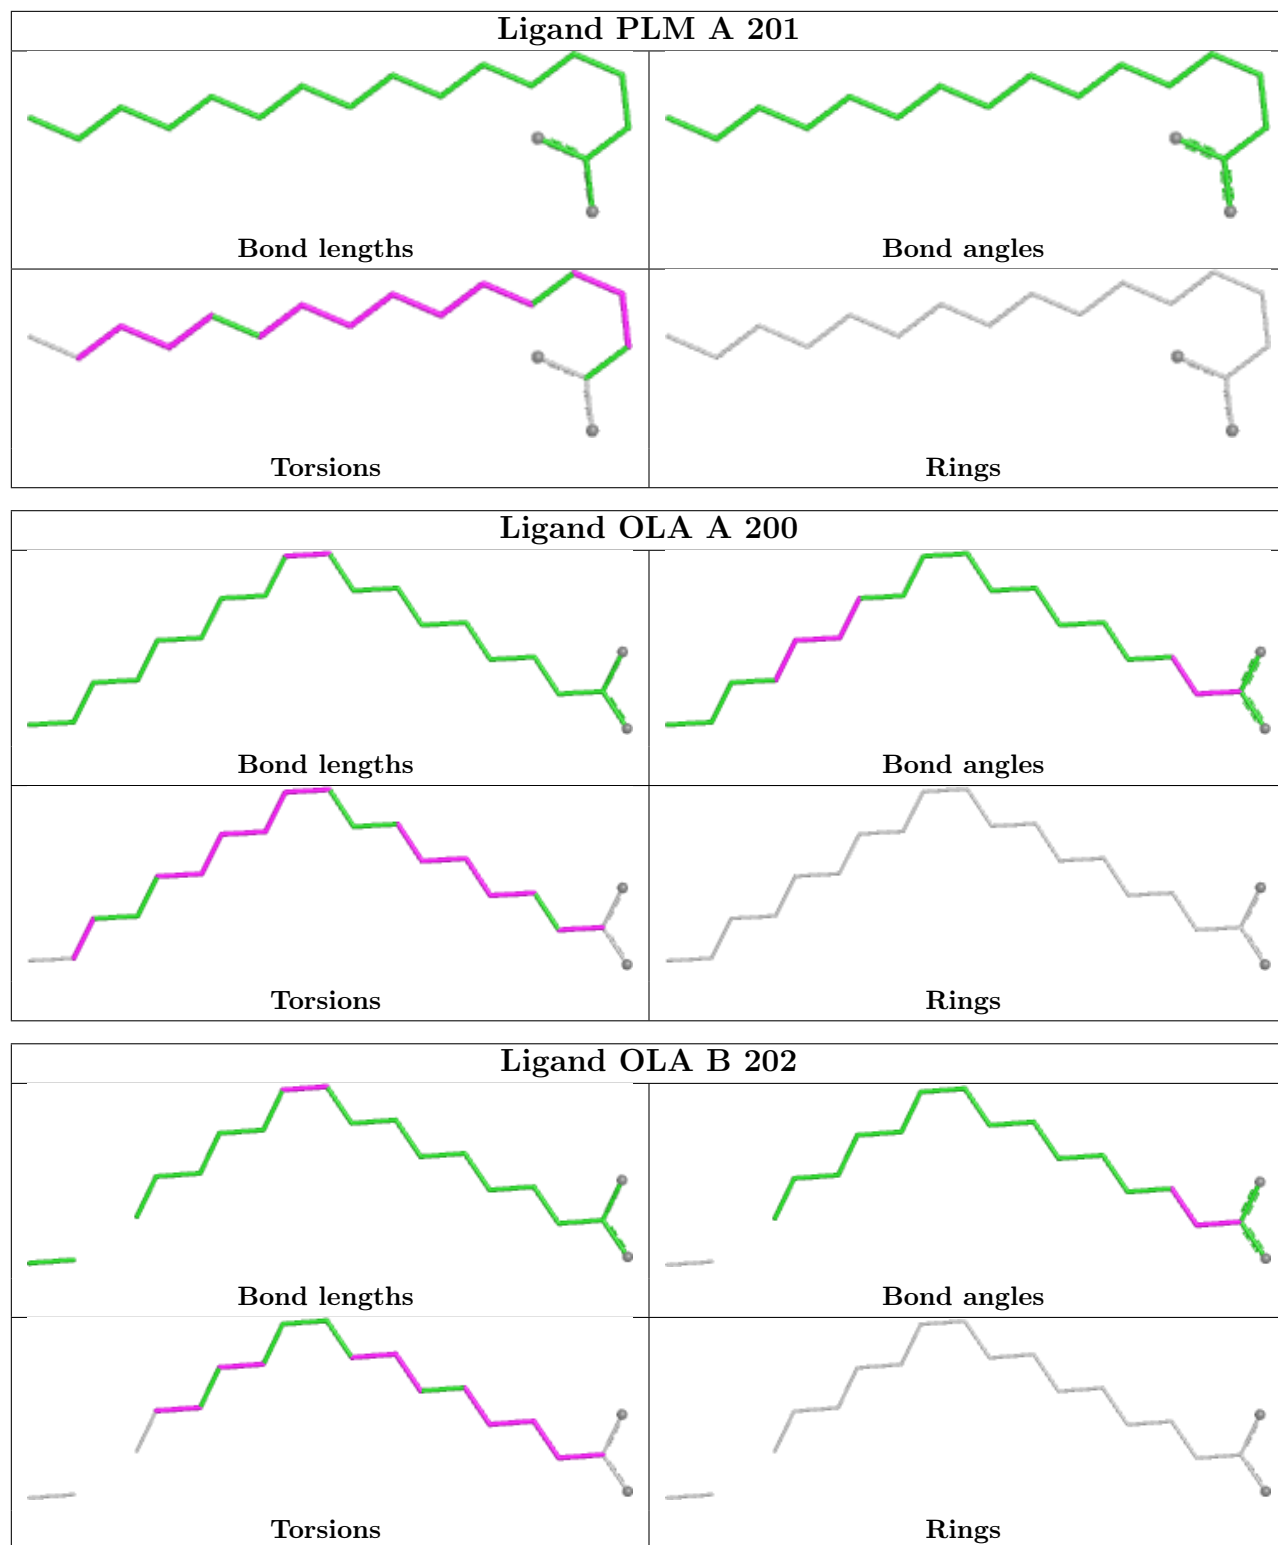 Ligand PLM A 201
Bond lengths
Bond angles
Torsions
Rings
Ligand OLA A 200
Bond lengths
Bond angles
Torsions
Rings
Ligand OLA B 202
Bond lengths
Bond angles
Torsions
Rings